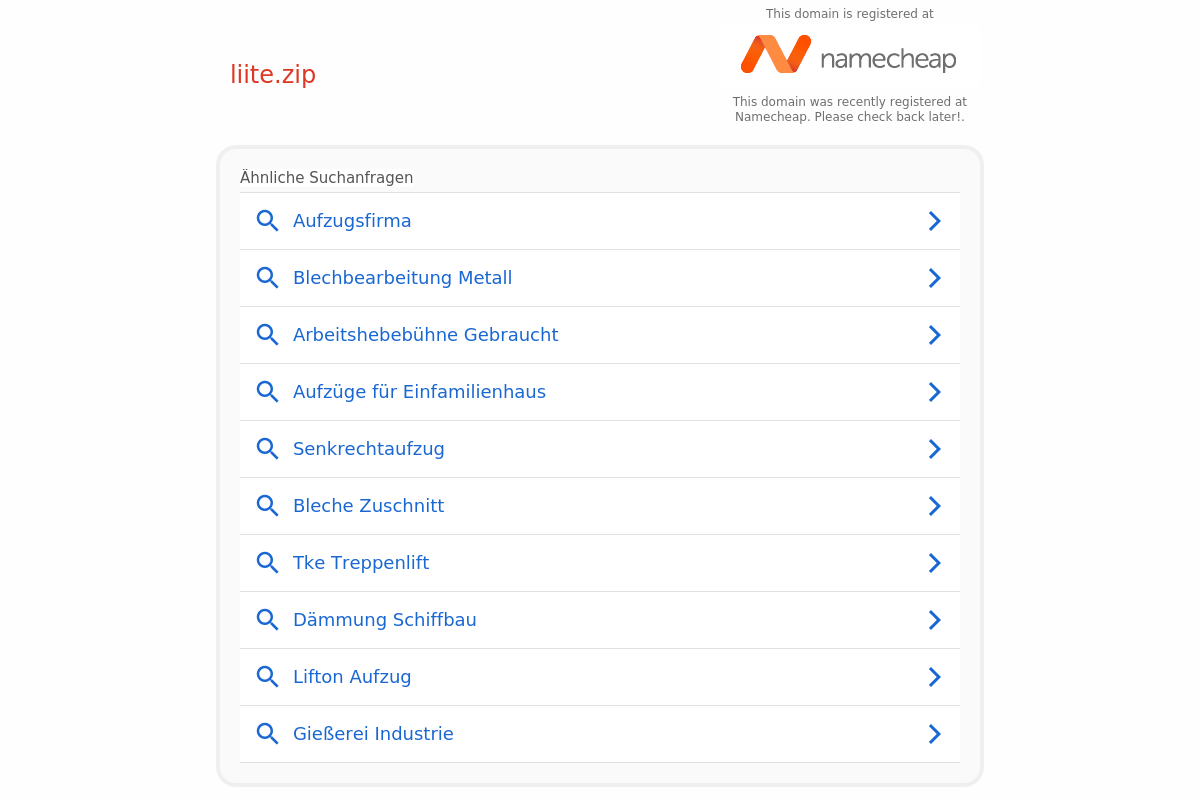 This domain is registered at
namecheap
liite.zip
This domain was recently registered at
Namecheap. Please check back later!.
Ähnliche Suchanfragen
Aufzugsfirma
Blechbearbeitung Metall
Arbeitshebebühne Gebraucht
Aufzüge für Einfamilienhaus
Senkrechtaufzug
Bleche Zuschnitt
Tke Treppenlift
Dämmung Schiffbau
Lifton Aufzug
Gießerei Industrie